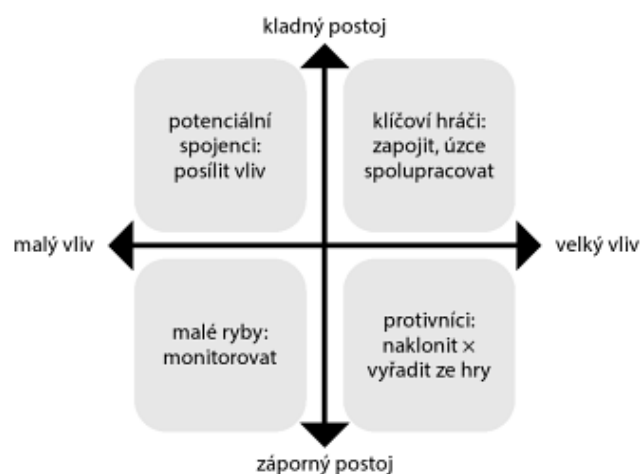 kladný postoj
potenciální
spojenci:
posílit vliv
klíčoví hráči:
zapojit, úzce
spolupracovat
malý vliv
velký vliv
malé ryby:
monitorovat
protivníci:
naklonit ×
vyřadit ze hry
záporný postoj